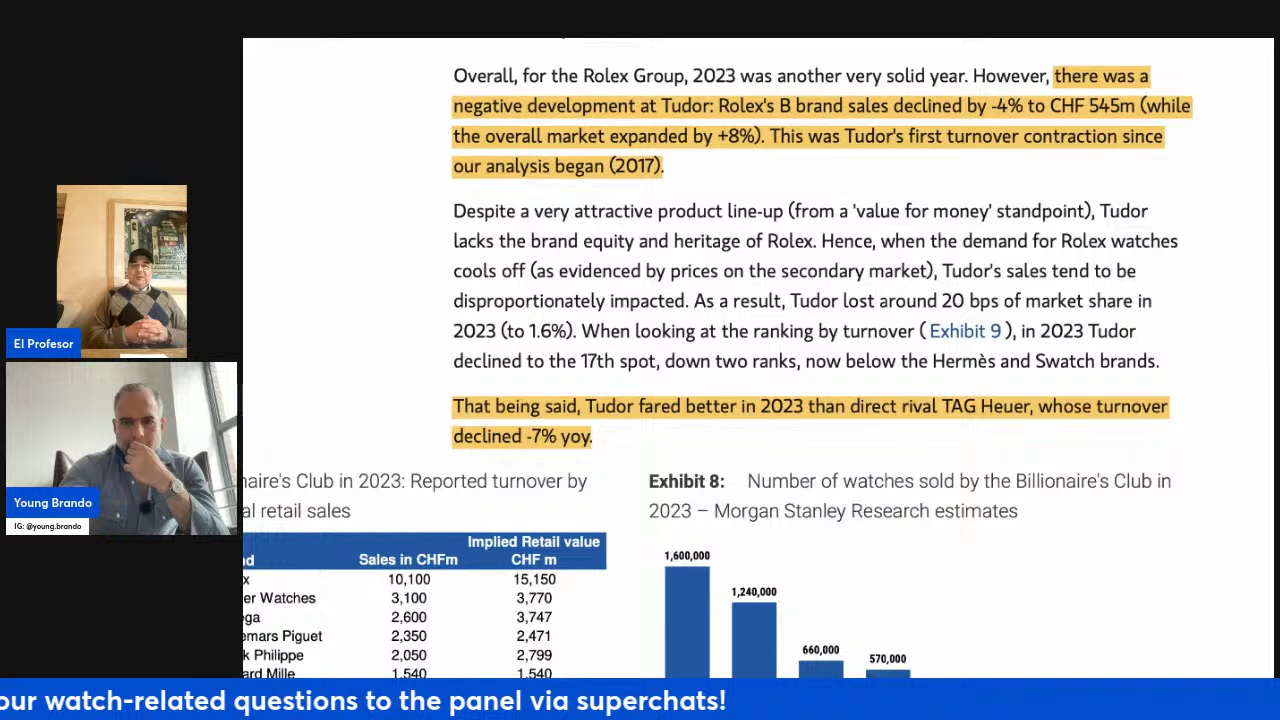 Overall, for the Rolex Group, 2023 was another very solid year. However, there was a
negative development at Tudor: Rolex's B brand sales declined by -4% to CHF 545m (while
the overall market expanded by +8%). This was Tudor's first turnover contraction since
our analysis began (2017).
Despite a very attractive product line-up (from a 'value for money' standpoint), Tudor
lacks the brand equity and heritage of Rolex. Hence, when the demand for Rolex watches
cools off (as evidenced by prices on the secondary market), Tudor's sales tend to be
disproportionately impacted. As a result, Tudor lost around 20 bps of market share in
2023 (to 1.6%). When looking at the ranking by turnover ( Exhibit 9 ), in 2023 Tudor
declined to the 17th spot, down two ranks, now below the Hermès and Swatch brands.
That being said, Tudor fared better in 2023 than direct rival TAG Heuer, whose turnover
declined -7% yoy.
naire's Club in 2023: Reported turnover by
al retail sales
Implied Retail value
d Sales in CHFm CHF m
x 10,100 15,150
er Watches 3,100 3,770
ega 2,600 3,747
emars Piguet 2,350 2,471
k Philippe 2,050 2,799
ard Mille 1,540 1,540
Exhibit 8: Number of watches sold by the Billionaire's Club in
2023 – Morgan Stanley Research estimates
1,600,000
1,240,000
660,000
570,000
El Profesor
Young Brando
IG: @young.brando
our watch-related questions to the panel via superchats!